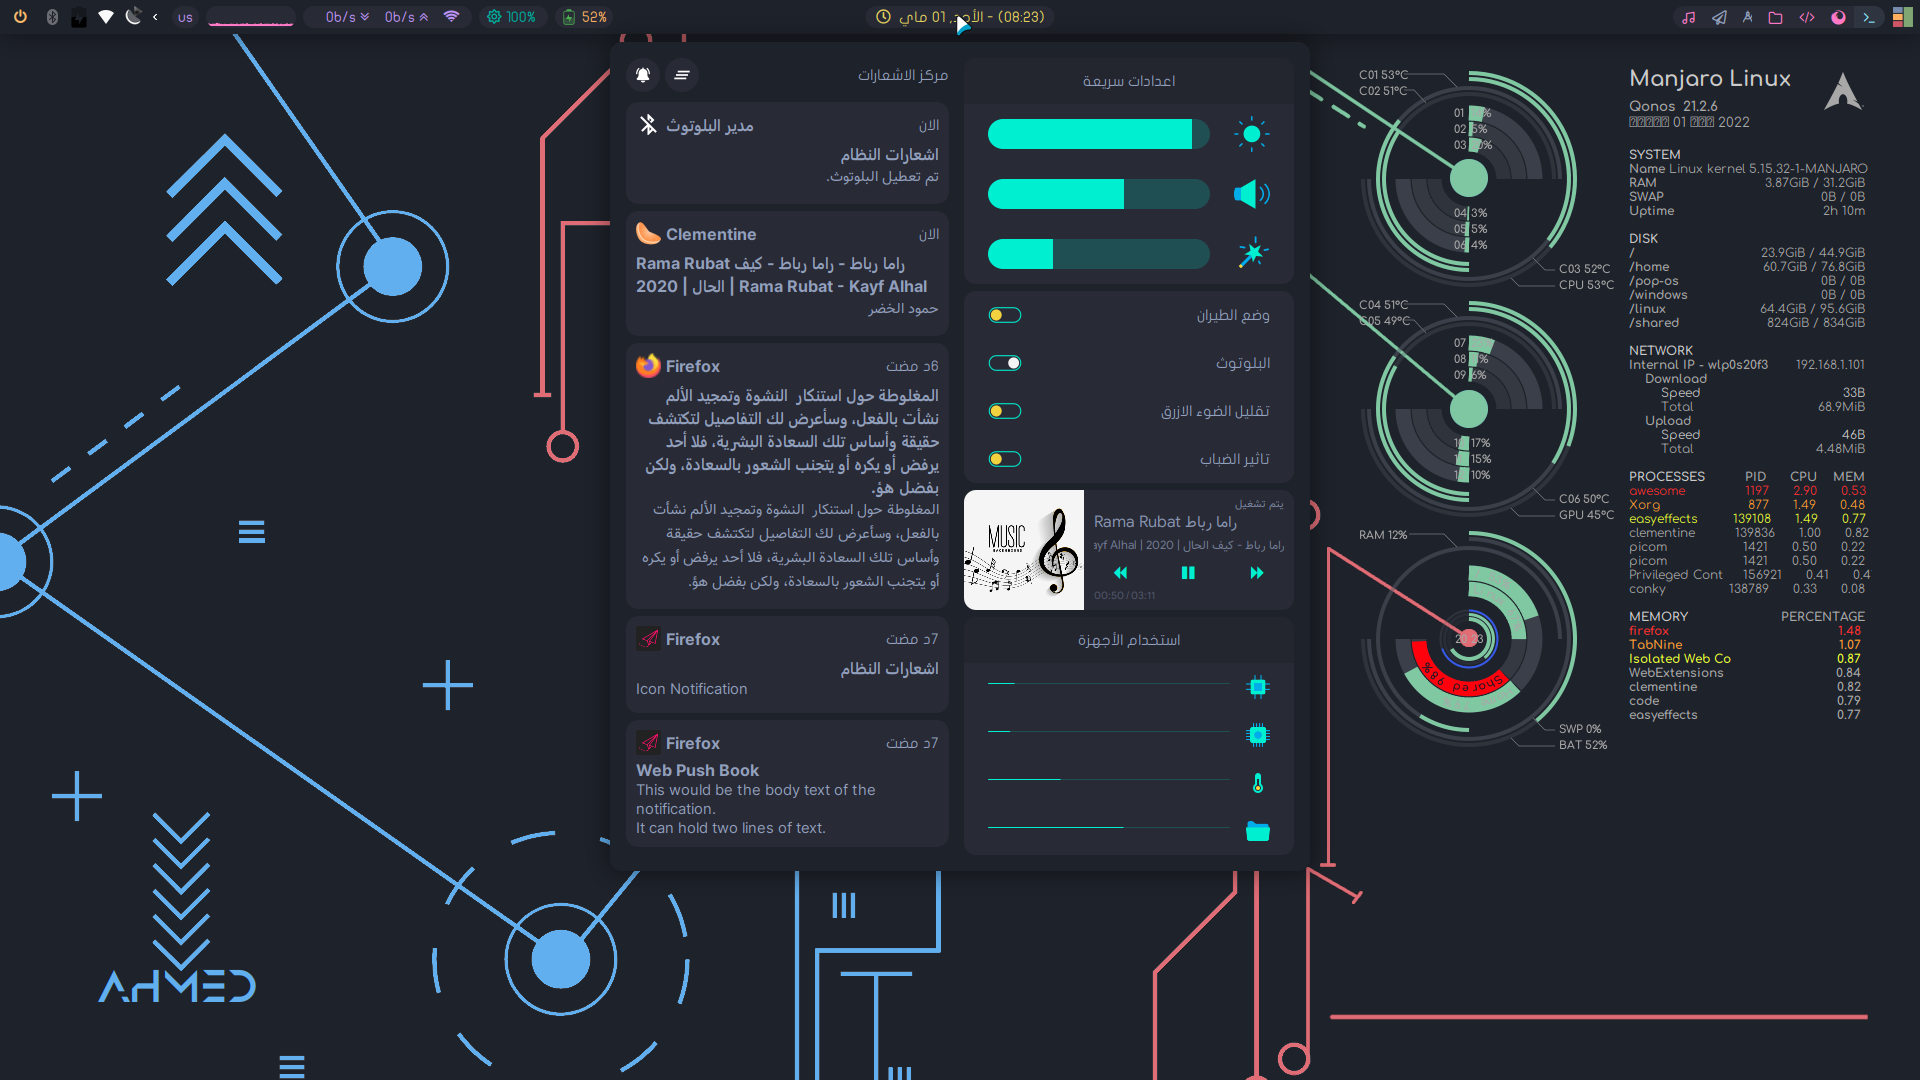 us
0b/s
0b/s
100%
52%
(08:23) - الأحد, 01 ماي
مركز الاشعارات
مدير البلوتوث
الان
اشعارات النظام
تم تعطيل البلوتوث.
Clementine
الان
راما رباط - راما رباط - كيف Rama Rubat
الحال | 2020 | Rama Rubat - Kayf Alhal
حمود الخضر
Firefox
6د مضت
المغلوطة حول استنكار النشوة وتمجيد الألم
نشأت بالفعل، وسأعرض لك التفاصيل لتكتشف
حقيقة وأساس تلك السعادة البشرية، فلا أحد
يرفض أو يكره أو يتجنب الشعور بالسعادة، ولكن
بفضل هؤ.
المغلوطة حول استنكار النشوة وتمجيد الألم نشأت
بالفعل، وسأعرض لك التفاصيل لتكتشف حقيقة
وأساس تلك السعادة البشرية، فلا أحد يرفض أو يكره
أو يتجنب الشعور بالسعادة، ولكن بفضل هؤ.
Firefox
7د مضت
اشعارات النظام
Icon Notification
Firefox
7د مضت
Web Push Book
This would be the body text of the
notification.
It can hold two lines of text.
اعدادات سريعة
وضع الطيران
البلوتوث
تقليل الضوء الازرق
تاثير الضباب
MUSIC
BACKGROUND
يتم تشغيل
Rama Rubat راما رباط
راما رباط - كيف الحال | 2020 | ayf Alhal
00:50 / 03:11
استخدام الأجهزة
AHMED
C01 53°C
C02 51°C
01
02 5%
03
04 3%
05 5%
06 4%
C03 52°C
CPU 53°C
C04 51°C
C05 49°C
07
08
09 6%
17%
15%
10%
C06 50°C
GPU 45°C
RAM 12%
20:23
Shared 98%
SWP 0%
BAT 52%
Manjaro Linux
Qonos 21.2.6
01 2022
SYSTEM
Name Linux kernel 5.15.32-1-MANJARO
RAM 3.87GiB / 31.2GiB
SWAP 0B / 0B
Uptime 2h 10m
DISK
/ 23.9GiB / 44.9GiB
/home 60.7GiB / 76.8GiB
/pop-os 0B / 0B
/windows 0B / 0B
/linux 64.4GiB / 95.6GiB
/shared 824GiB / 834GiB
NETWORK
Internal IP - wlp0s20f3 192.168.1.101
Download
Speed 33B
Total 68.9MiB
Upload
Speed 46B
Total 4.48MiB
PROCESSES PID CPU MEM
awesome 1197 2.90 0.53
Xorg 877 1.49 0.48
easyeffects 139108 1.49 0.77
clementine 139836 1.00 0.82
picom 1421 0.50 0.22
picom 1421 0.50 0.22
Privileged Cont 156921 0.41 0.4
conky 138789 0.33 0.08
MEMORY PERCENTAGE
firefox 1.48
TabNine 1.07
Isolated Web Co 0.87
WebExtensions 0.84
clementine 0.82
code 0.79
easyeffects 0.77